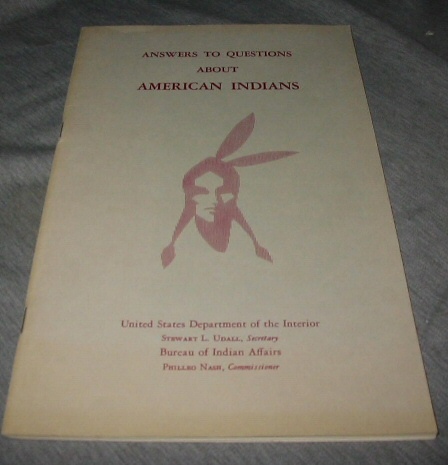 ANSWERS TO QUESTIONS
ABOUT
AMERICAN INDIANS
United States Department of the Interior
STEWART L. UDALL, Secretary
Bureau of Indian Affairs
PHILLEO NASH, Commissioner